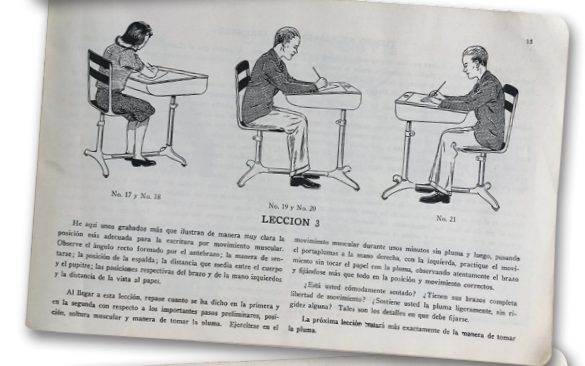 15
No. 17 y No. 18
No. 19 y No. 20
No. 21
LECCION 3
He aquí unos grabados más que ilustran de manera muy clara la
posición más adecuada para la escritura por movimiento muscular.
Observe el ángulo recto formado por el antebrazo; la manera de sen-
tarse; la posición de la espalda; la distancia que media entre el cuerpo
y el pupitre; las posiciones respectivas del brazo y de la mano izquierdos
y la distancia de la vista al papel.
Al llegar a esta lección, repase cuanto se ha dicho en la primera y
en la segunda con respecto a los importantes pasos preliminares, posi-
ción, soltura muscular y manera de tomar la pluma. Ejercítese en el
movimiento muscular durante unos minutos sin pluma y luego, pasando
el portaplumas a la mano derecha, con la izquierda, practique el movi-
miento sin tocar el papel con la pluma, observando atentamente el brazo
y fijándose más que todo en la posición y movimiento correctos.
¿Está usted cómodamente sentado? ¿Tienen sus brazos completa
libertad de movimiento? ¿Sostiene usted la pluma ligeramente, sin ri-
gidez alguna? Tales son los detalles en que debe fijarse.
La próxima lección tratará más exactamente de la manera de tomar
la pluma.